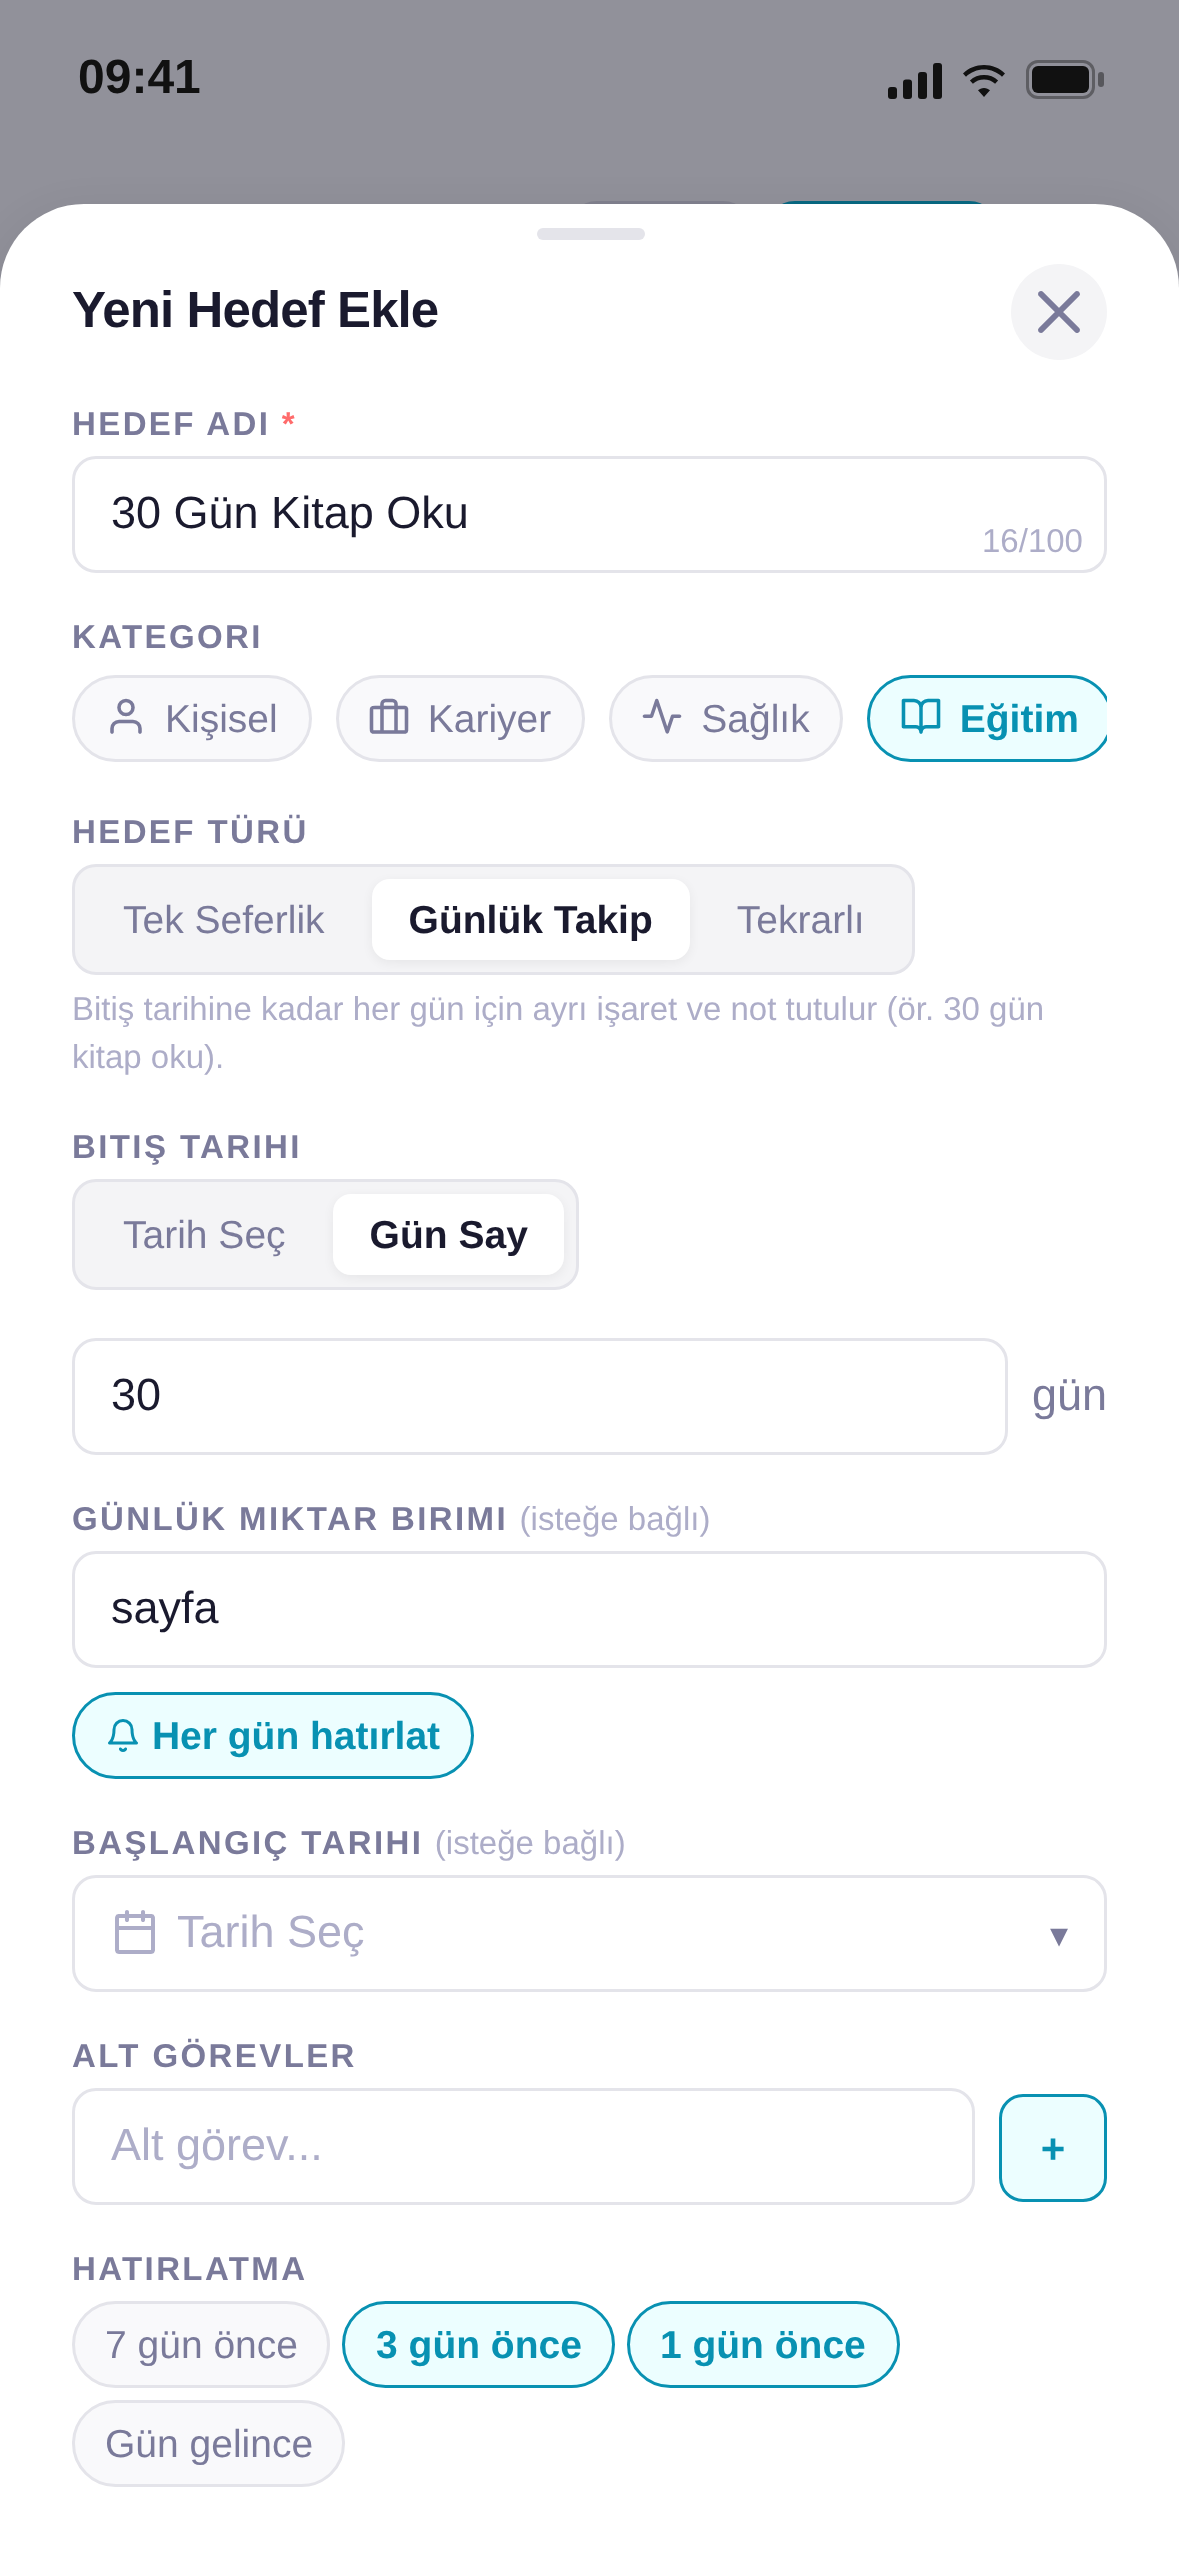 09:41
Yeni Hedef Ekle
HEDEF ADI *
30 Gün Kitap Oku
16/100
KATEGORI
Kişisel Kariyer Sağlık Eğitim
HEDEF TÜRÜ
Tek Seferlik Günlük Takip Tekrarlı
Bitiş tarihine kadar her gün için ayrı işaret ve not tutulur (ör. 30 gün
kitap oku).
BITIŞ TARIHI
Tarih Seç Gün Say
30 gün
GÜNLÜK MIKTAR BIRIMI (isteğe bağlı)
sayfa
Her gün hatırlat
BAŞLANGIÇ TARIHI (isteğe bağlı)
Tarih Seç ▼
ALT GÖREVLER
Alt görev... +
HATIRLATMA
7 gün önce 3 gün önce 1 gün önce
Gün gelince